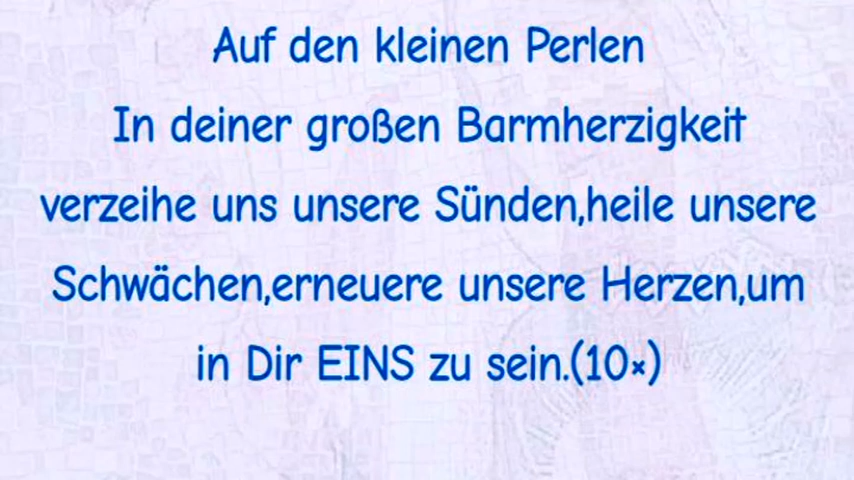 Auf den kleinen Perlen
In deiner großen Barmherzigkeit
verzeihe uns unsere Sünden,heile unsere
Schwächen,erneuere unsere Herzen,um
in Dir EINS zu sein.(10×)